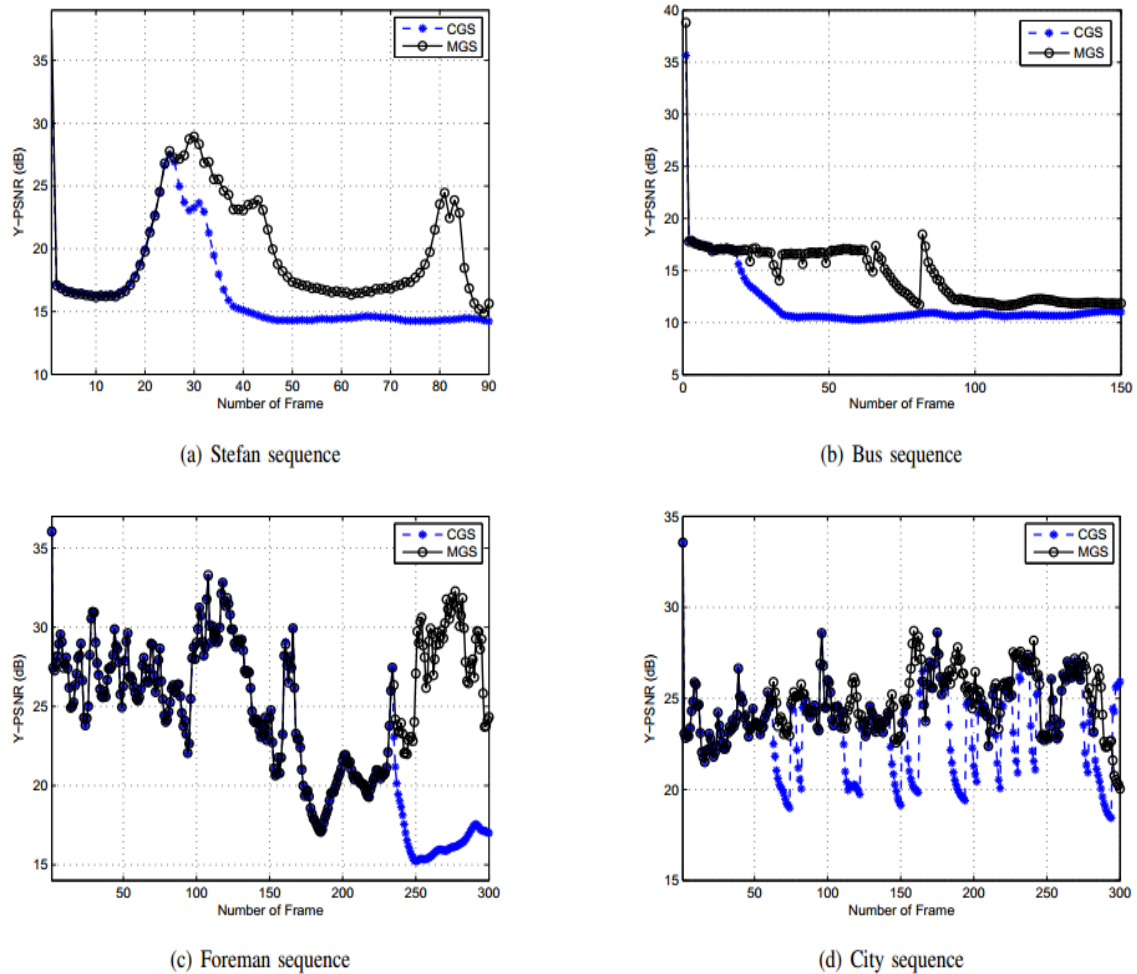 CGS
MGS
35
30
25
20
15
10
Y-PSNR (dB)
10 20 30 40 50 60 70 80 90
Number of Frame
(a) Stefan sequence
CGS
MGS
40
35
30
25
20
15
10
5
Y-PSNR (dB)
0 50 100 150
Number of Frame
(b) Bus sequence
CGS
MGS
35
30
25
20
15
Y-PSNR (dB)
50 100 150 200 250 300
Number of Frame
(c) Foreman sequence
CGS
MGS
35
30
25
20
15
Y-PSNR (dB)
50 100 150 200 250 300
Number of Frame
(d) City sequence